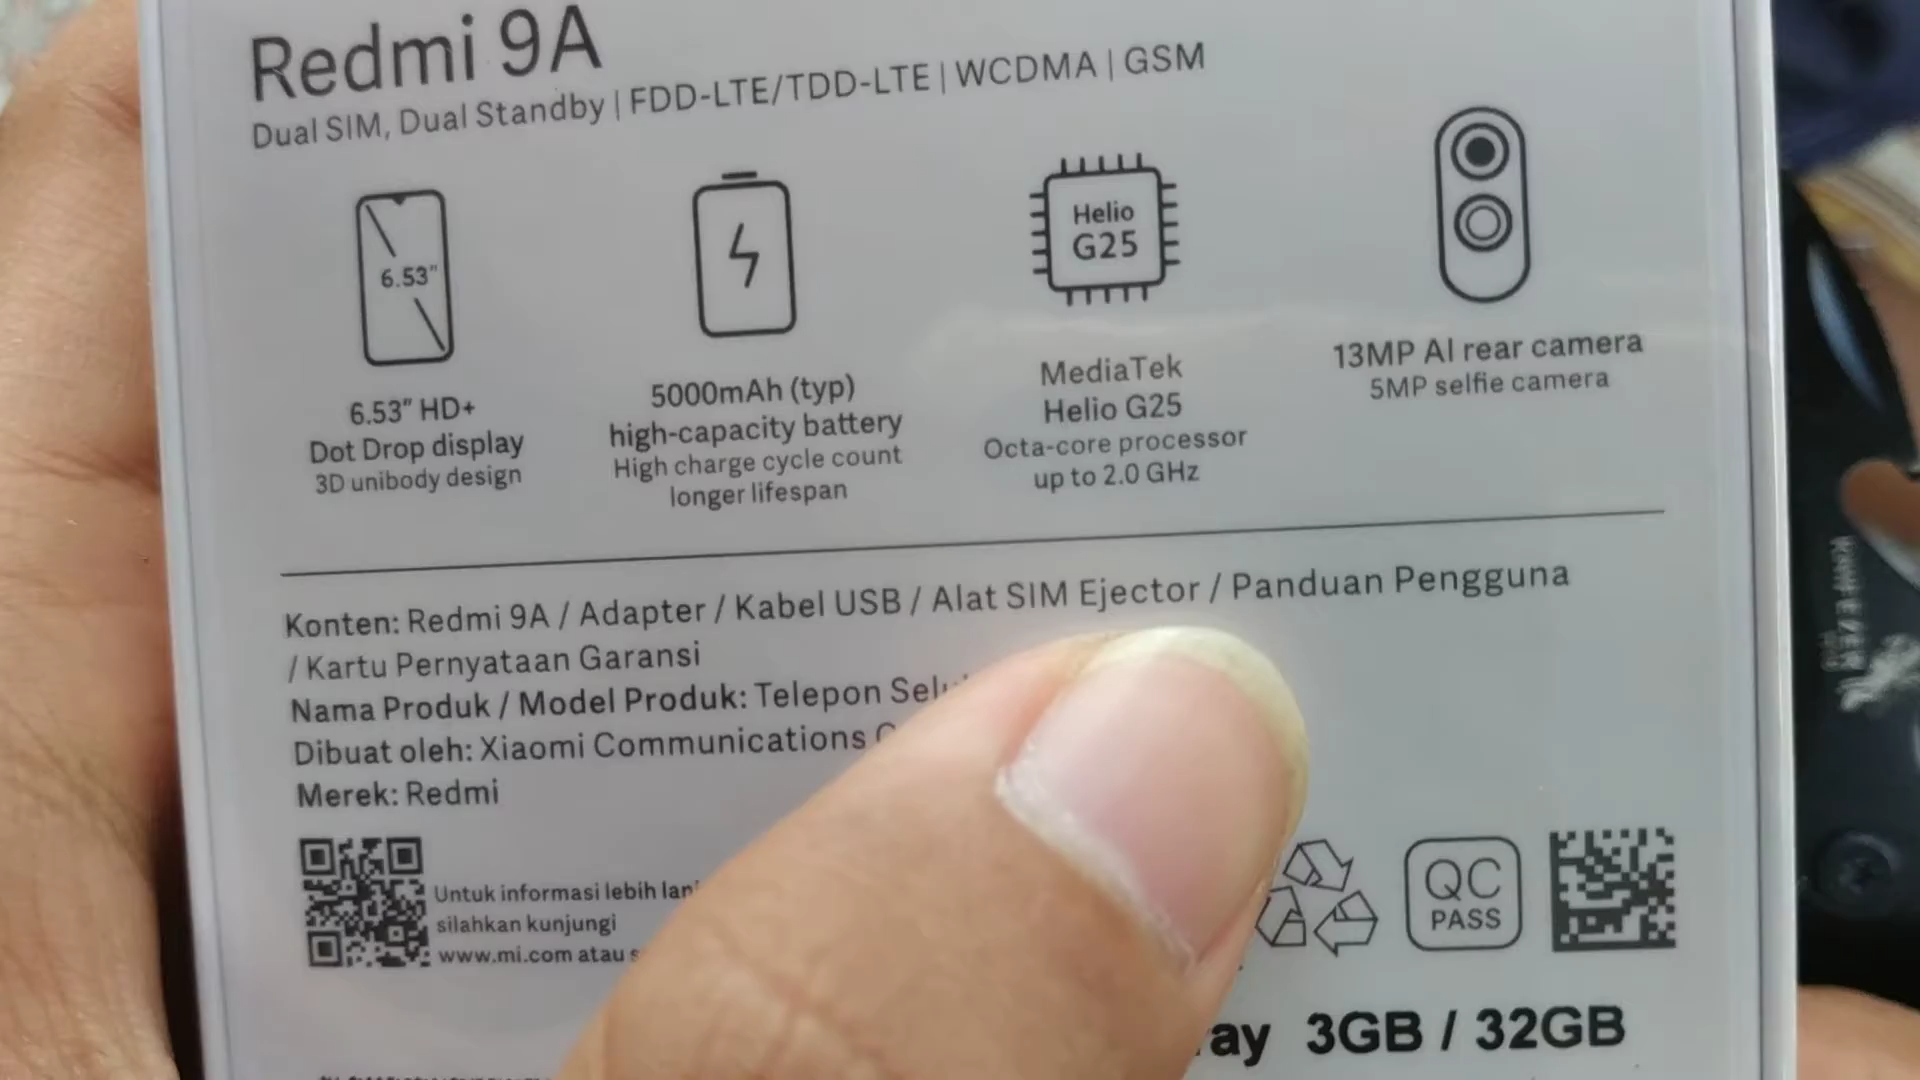 Redmi 9A
Dual SIM, Dual Standby | FDD-LTE/TDD-LTE | WCDMA | GSM
6.53"
Helio
G25
6.53" HD+
Dot Drop display
3D unibody design
5000mAh (typ)
high-capacity battery
High charge cycle count
longer lifespan
MediaTek
Helio G25
Octa-core processor
up to 2.0 GHz
13MP AI rear camera
5MP selfie camera
Konten: Redmi 9A / Adapter / Kabel USB / Alat SIM Ejector / Panduan Pengguna
/ Kartu Pernyataan Garansi
Nama Produk / Model Produk: Telepon
Dibuat oleh: Xiaomi Communications
Merek: Redmi
Untuk informasi lebih
silahkan kunjungi
www.mi.com atau
QC
PASS
3GB / 32GB